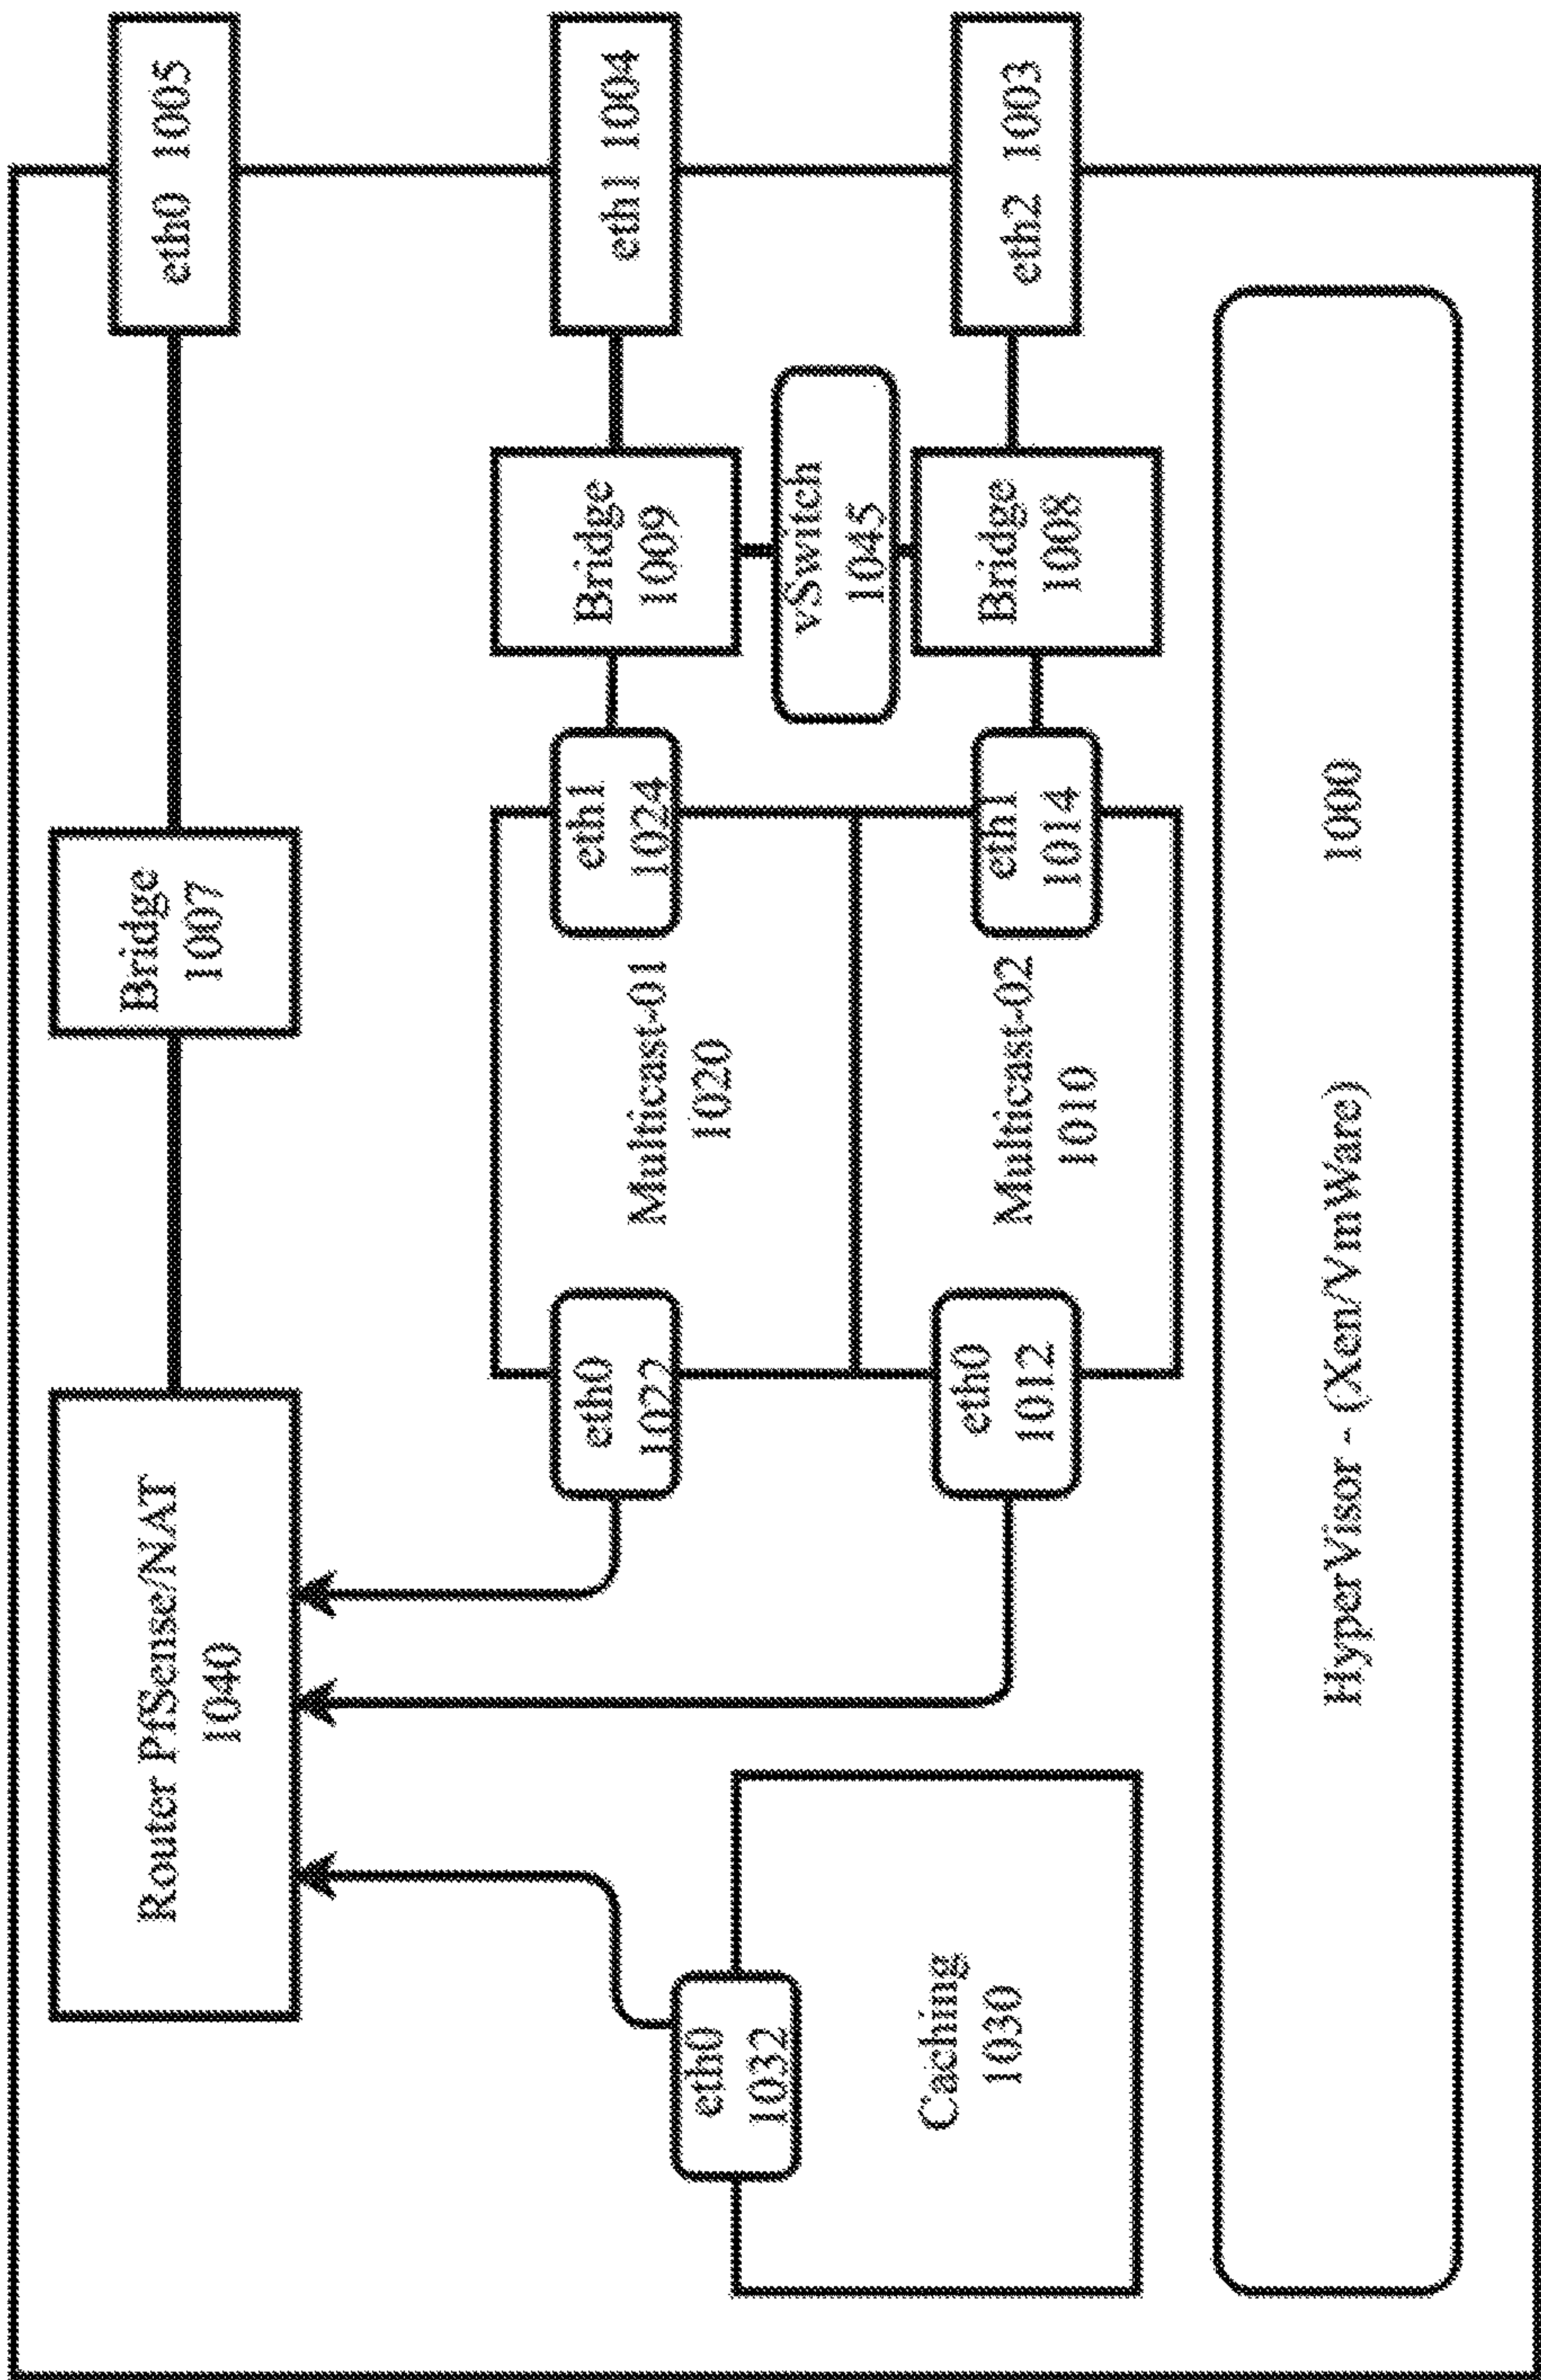 Router PfSense/NAT
1040
Bridge
1007
eth0 1005
eth0
1022
Multicast-01
1020
eth1
1024
Bridge
1009
eth1 1004
eth0
1032
vSwitch
1045
Caching
1030
eth0
1012
Multicast-02
1010
eth1
1014
Bridge
1008
eth2 1003
HyperVisor - (Xen/VmWare) 1000